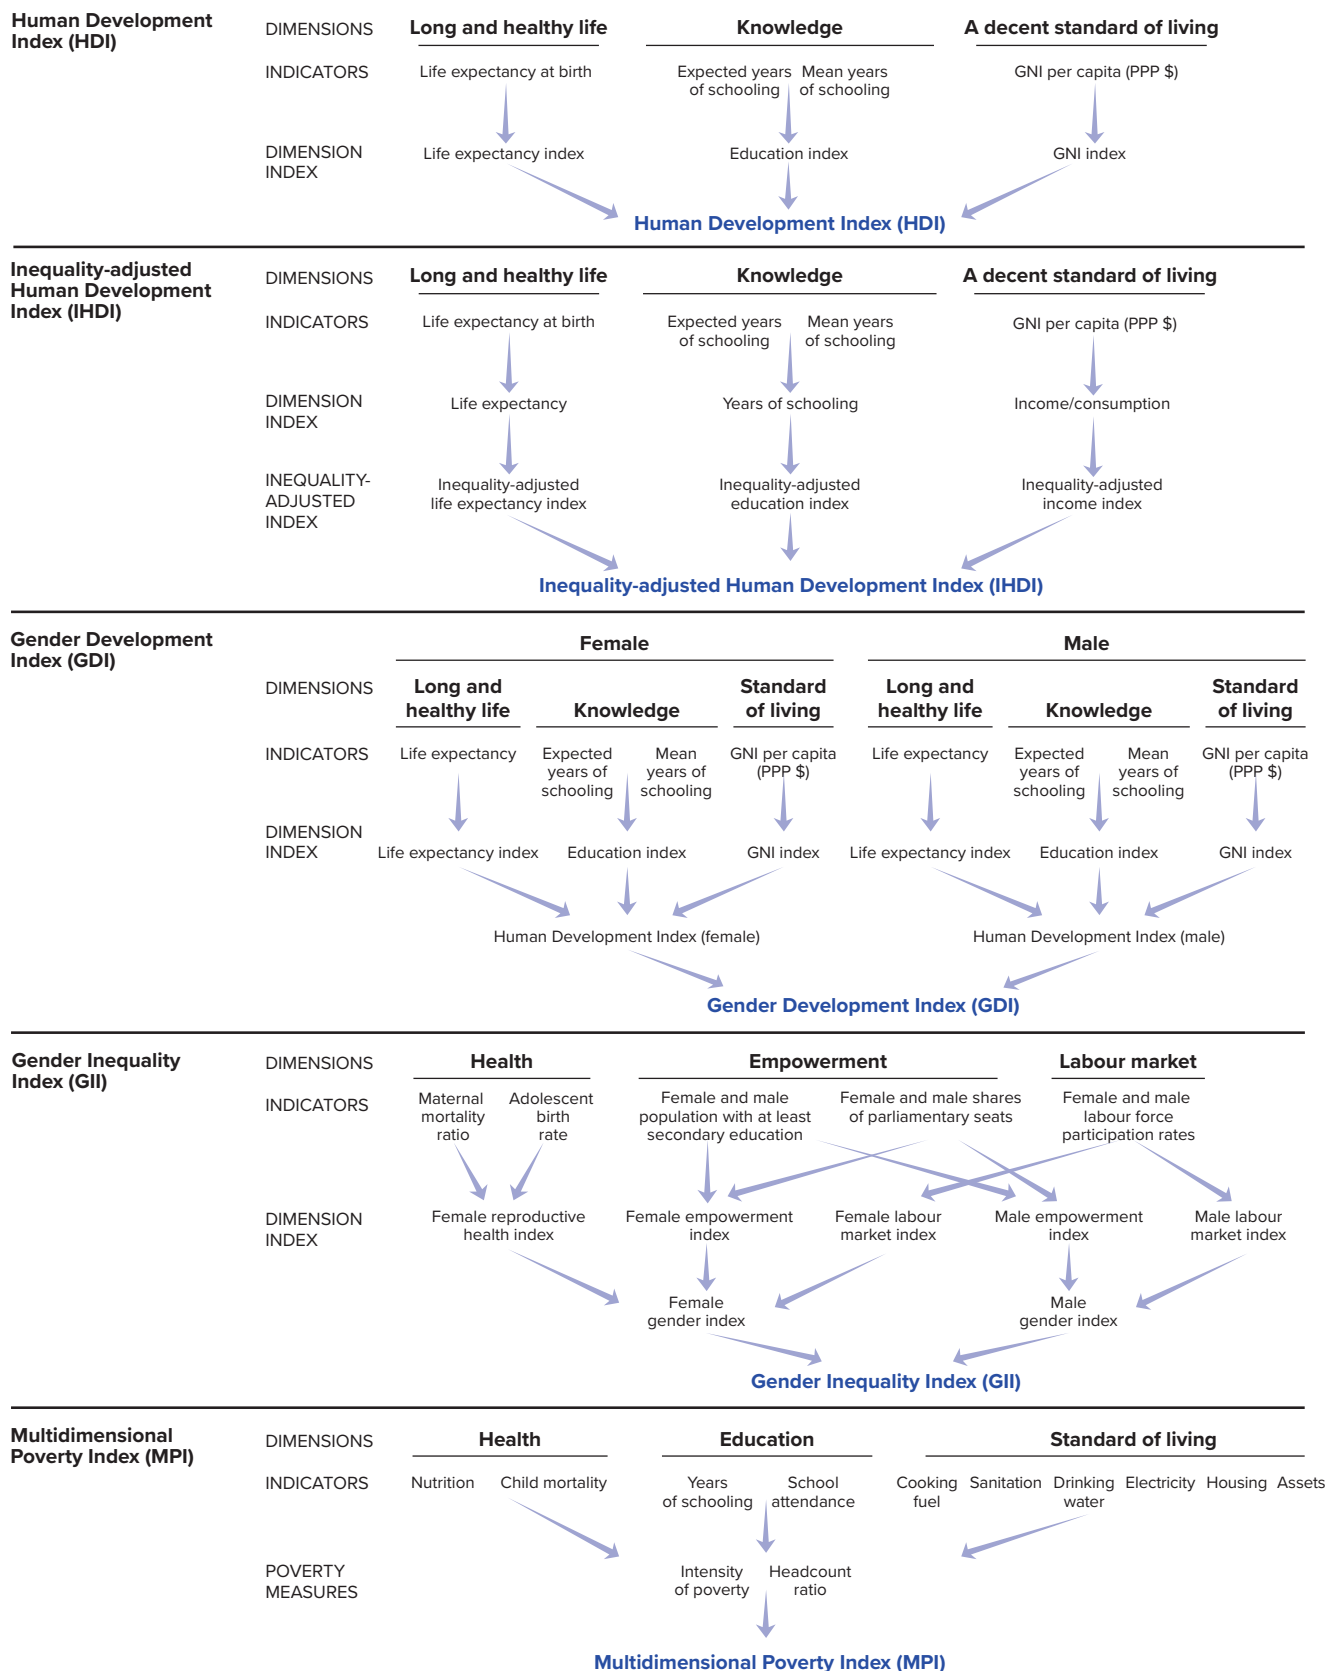 Human Development
Index (HDI)
DIMENSIONS
Long and healthy life
Knowledge
A decent standard of living
INDICATORS
Life expectancy at birth
Expected years
of schooling
Mean years
of schooling
GNI per capita (PPP $)
DIMENSION
INDEX
Life expectancy index
Education index
GNI index
Human Development Index (HDI)
Inequality-adjusted
Human Development
Index (IHDI)
DIMENSIONS
Long and healthy life
Knowledge
A decent standard of living
INDICATORS
Life expectancy at birth
Expected years
of schooling
Mean years
of schooling
GNI per capita (PPP $)
DIMENSION
INDEX
Life expectancy
Years of schooling
Income/consumption
INEQUALITY-
ADJUSTED
INDEX
Inequality-adjusted
life expectancy index
Inequality-adjusted
education index
Inequality-adjusted
income index
Inequality-adjusted Human Development Index (IHDI)
Gender Development
Index (GDI)
Female
Male
DIMENSIONS
Long and
healthy life
Knowledge
Standard
of living
Long and
healthy life
Knowledge
Standard
of living
INDICATORS
Life expectancy
Expected
years of
schooling
Mean
years of
schooling
GNI per capita
(PPP $)
Life expectancy
Expected
years of
schooling
Mean
years of
schooling
GNI per capita
(PPP $)
DIMENSION
INDEX
Life expectancy index
Education index
GNI index
Life expectancy index
Education index
GNI index
Human Development Index (female)
Human Development Index (male)
Gender Development Index (GDI)
Gender Inequality
Index (GII)
DIMENSIONS
Health
Empowerment
Labour market
INDICATORS
Maternal
mortality
ratio
Adolescent
birth
rate
Female and male
population with at least
secondary education
Female and male shares
of parliamentary seats
Female and male
labour force
participation rates
DIMENSION
INDEX
Female reproductive
health index
Female empowerment
index
Female labour
market index
Male empowerment
index
Male labour
market index
Female
gender index
Male
gender index
Gender Inequality Index (GII)
Multidimensional
Poverty Index (MPI)
DIMENSIONS
Health
Education
Standard of living
INDICATORS
Nutrition
Child mortality
Years
of schooling
School
attendance
Cooking
fuel
Sanitation
Drinking
water
Electricity
Housing
Assets
POVERTY
MEASURES
Intensity
of poverty
Headcount
ratio
Multidimensional Poverty Index (MPI)